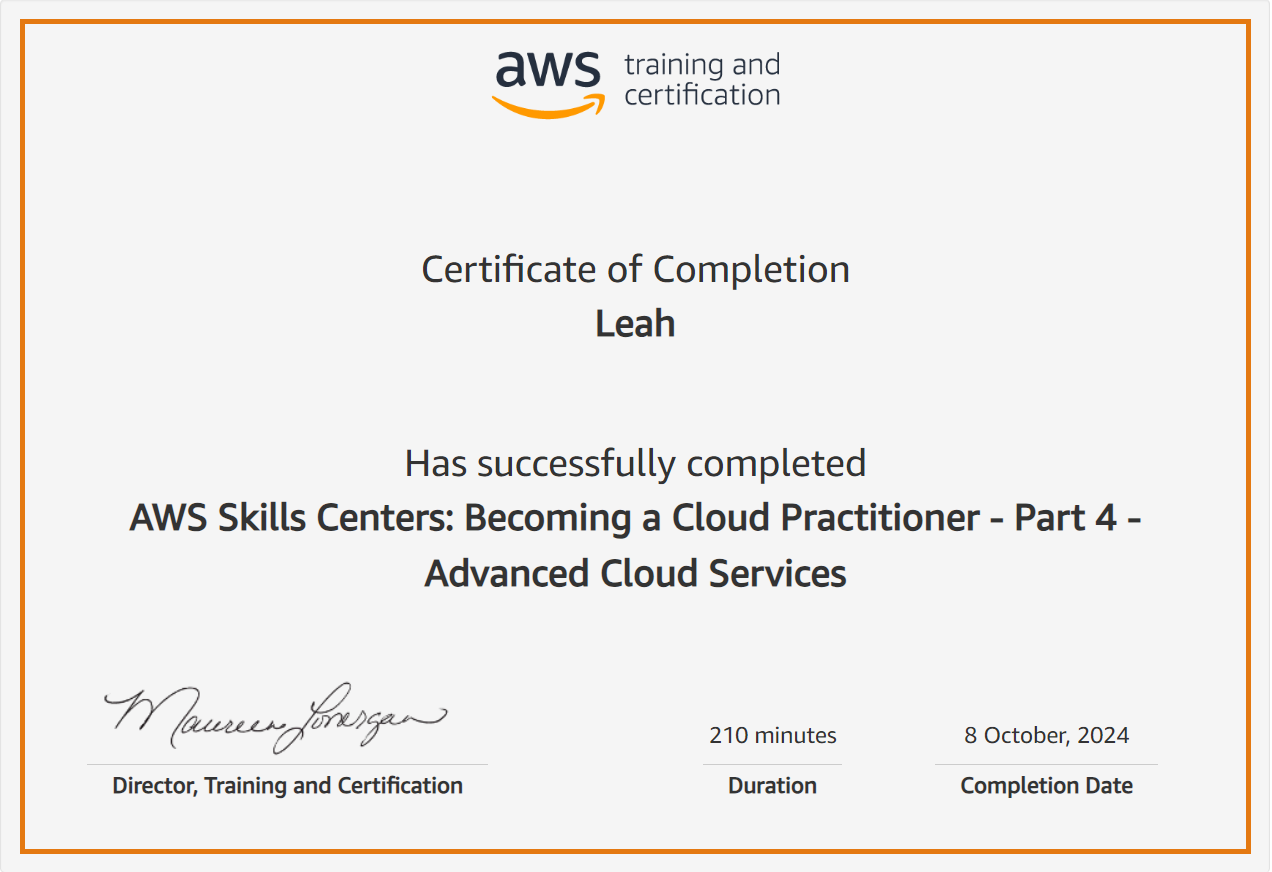 aws training and
certification
Certificate of Completion
Leah
Has successfully completed
AWS Skills Centers: Becoming a Cloud Practitioner - Part 4 -
Advanced Cloud Services
Maureen Lonergan
210 minutes
8 October, 2024
Director, Training and Certification
Duration
Completion Date